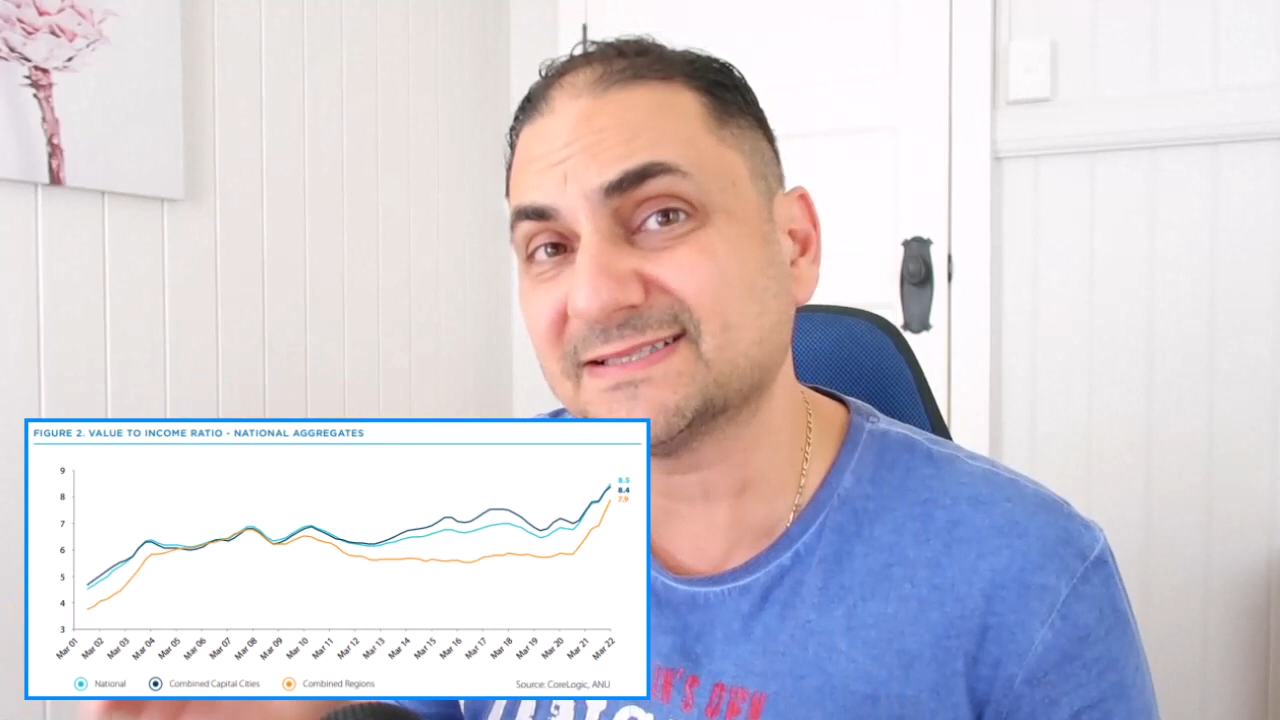 FIGURE 2. VALUE TO INCOME RATIO - NATIONAL AGGREGATES
9
8
7
6
5
4
3
8.5
8.4
7.9
Mar 01 Mar 02 Mar 03 Mar 04 Mar 05 Mar 06 Mar 07 Mar 08 Mar 09 Mar 10 Mar 11 Mar 12 Mar 13 Mar 14 Mar 15 Mar 16 Mar 17 Mar 18 Mar 19 Mar 20 Mar 21 Mar 22
National Combined Capital Cities Combined Regions Source: CoreLogic, ANU
N'S OWN